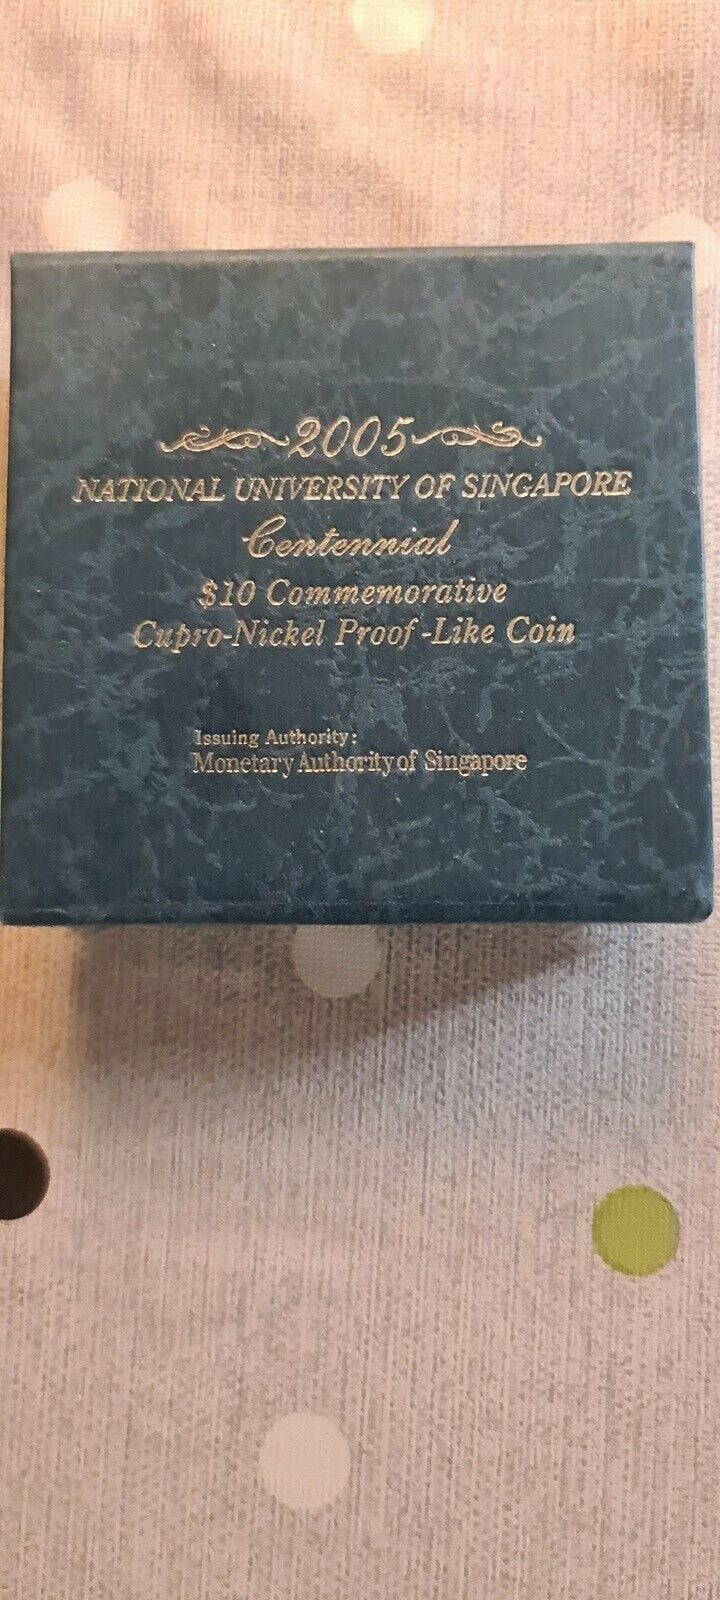 2005
NATIONAL UNIVERSITY OF SINGAPORE
Centennial
$10 Commemorative
Cupro-Nickel Proof-Like Coin
Issuing Authority:
Monetary Authority of Singapore